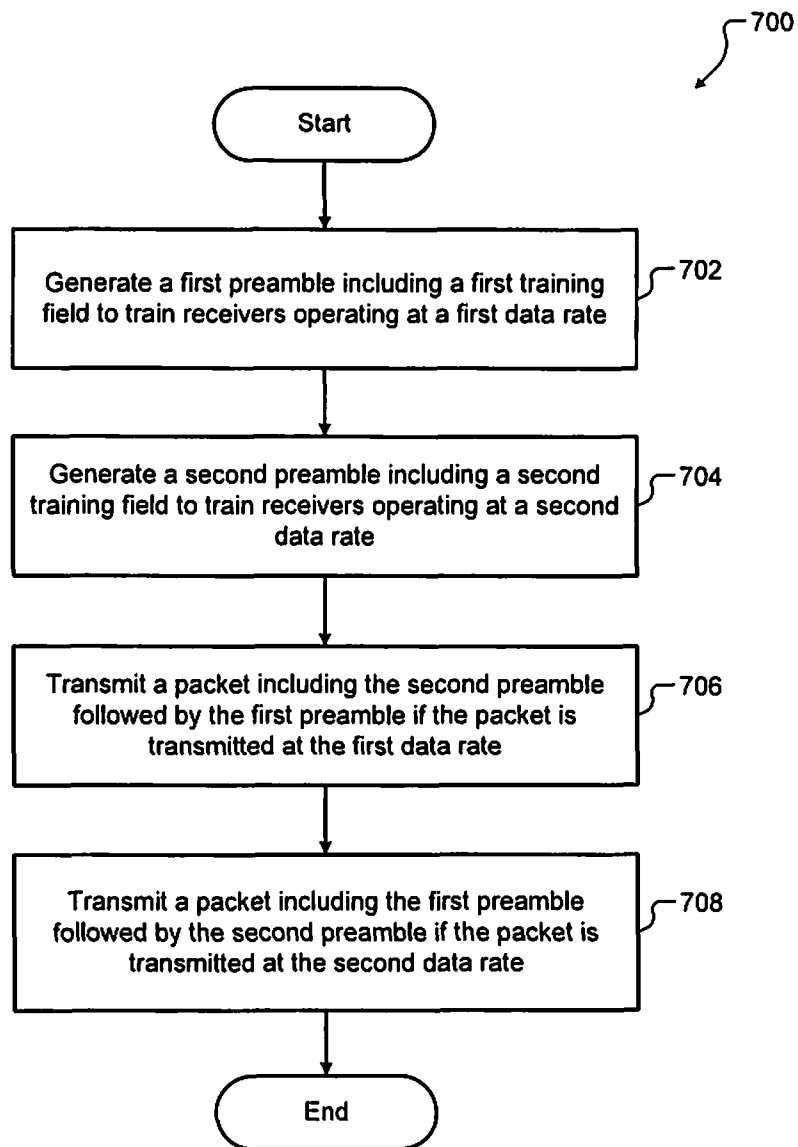 700
Start
Generate a first preamble including a first training
field to train receivers operating at a first data rate
702
Generate a second preamble including a second
training field to train receivers operating at a second
data rate
704
Transmit a packet including the second preamble
followed by the first preamble if the packet is
transmitted at the first data rate
706
Transmit a packet including the first preamble
followed by the second preamble if the packet is
transmitted at the second data rate
708
End